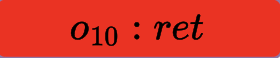 o₁₀ : ret